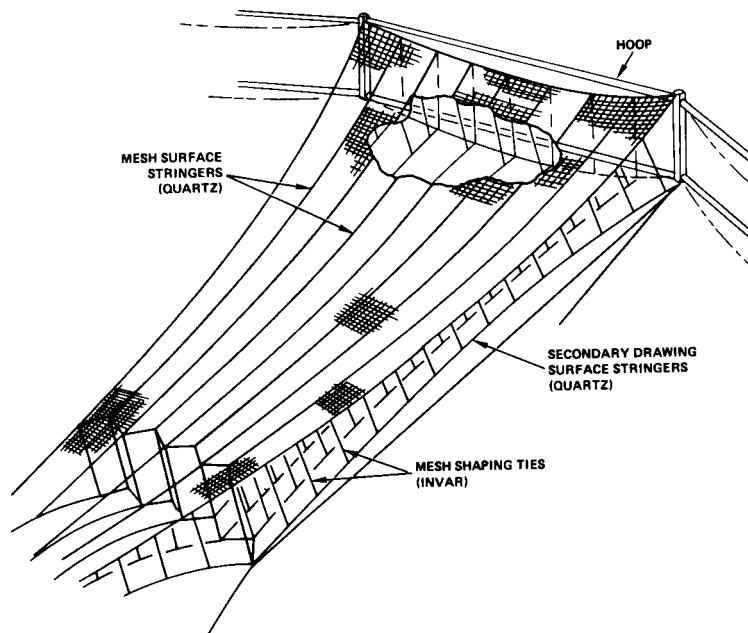 HOOP
MESH SURFACE
STRINGERS
(QUARTZ)
SECONDARY DRAWING
SURFACE STRINGERS
(QUARTZ)
MESH SHAPING TIES
(INVAR)